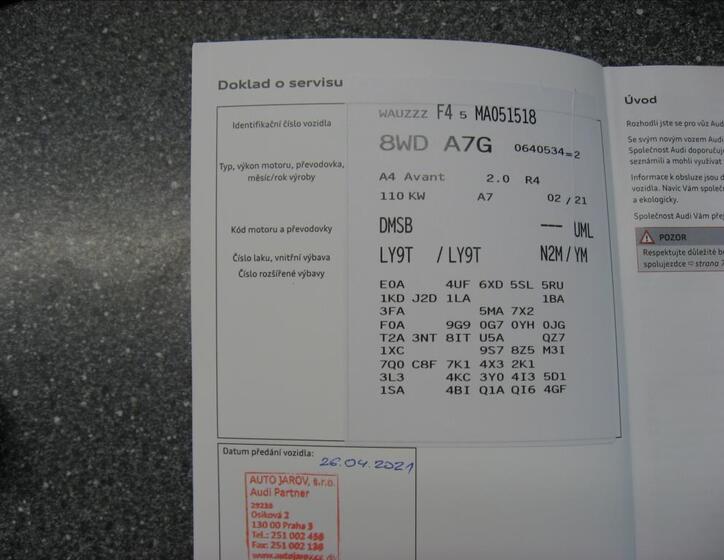 Doklad o servisu
Identifikační číslo vozidla
WAUZZZ F4 5 MA051518
8WD A7G 0640534=2
Typ, výkon motoru, převodovka,
měsíc/rok výroby
A4 Avant 2.0 R4
110 KW A7 02/21
Kód motoru a převodovky
DMSB --- UML
Číslo laku, vnitřní výbava
LY9T / LY9T N2M/YM
Číslo rozšířené výbavy
E0A 4UF 6XD 5SL 5RU
1KD J2D 1LA 1BA
3FA 5MA 7X2
F0A 9G9 0G7 0YH 0JG
T2A 3NT 8IT U5A QZ7
1XC 9S7 8Z5 M3I
7Q0 C8F 7K1 4X3 2K1
3L3 4KC 3Y0 4I3 5D1
1SA 4BI Q1A QI6 4GF
Datum předání vozidla:
26.04.2021
AUTO JAROV, s.r.o.
Audi Partner
29210
Osiková 2
130 00 Praha 3
Tel.: 251 002 456
Fax: 251 002 136
Úvod
Rozhodli jste se pro vůz Aud
Se svým novým vozem Audi
Společnost Audi doporučuj
seznámili a mohli využívat
Informace k obsluze jsou d
vozidla. Navíc Vám společ
a ekologicky.
Společnost Audi Vám pře
POZOR
Respektujte důležité b
spolujezdce ⇨ strana 7